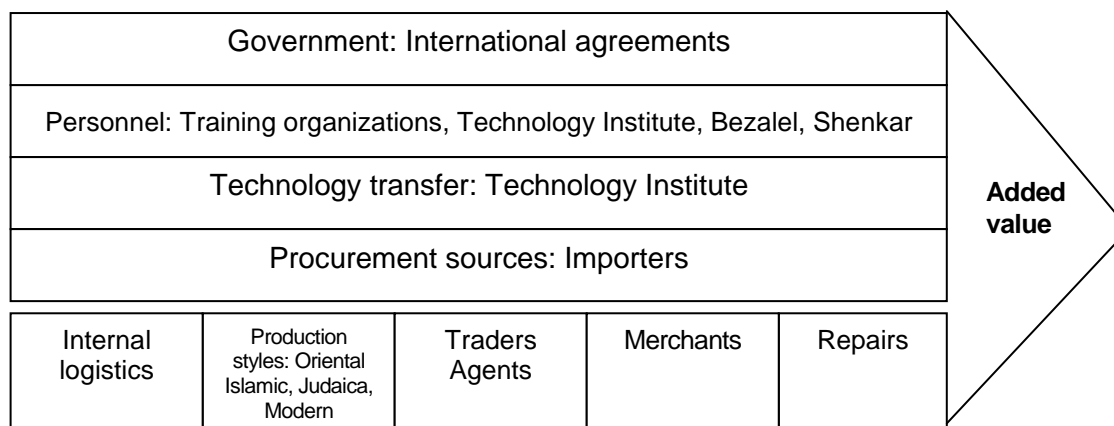 Government: International agreements
Personnel: Training organizations, Technology Institute, Bezalel, Shenkar
Technology transfer: Technology Institute
Procurement sources: Importers
Added
value
Internal
logistics
Production
styles: Oriental
Islamic, Judaica,
Modern
Traders
Agents
Merchants
Repairs